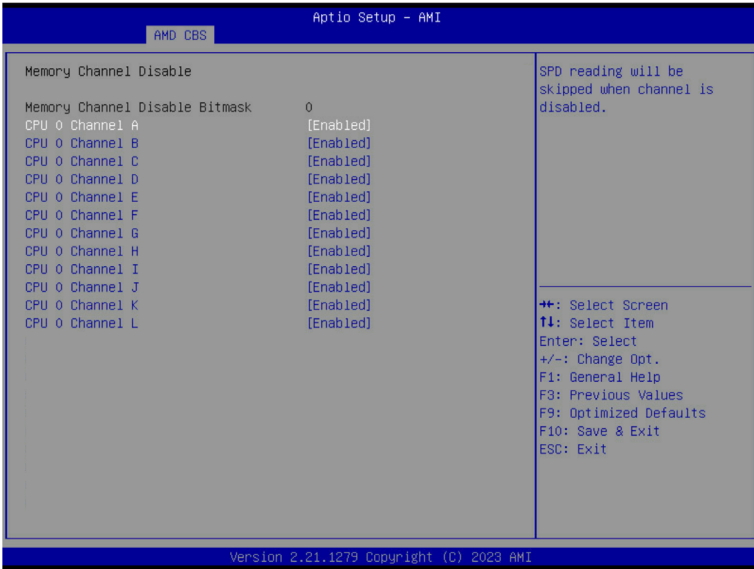 Aptio Setup – AMI
AMD CBS
Memory Channel Disable
Memory Channel Disable Bitmask 0
CPU 0 Channel A [Enabled]
CPU 0 Channel B [Enabled]
CPU 0 Channel C [Enabled]
CPU 0 Channel D [Enabled]
CPU 0 Channel E [Enabled]
CPU 0 Channel F [Enabled]
CPU 0 Channel G [Enabled]
CPU 0 Channel H [Enabled]
CPU 0 Channel I [Enabled]
CPU 0 Channel J [Enabled]
CPU 0 Channel K [Enabled]
CPU 0 Channel L [Enabled]
SPD reading will be
skipped when channel is
disabled.
→←: Select Screen
↑↓: Select Item
Enter: Select
+/-: Change Opt.
F1: General Help
F3: Previous Values
F9: Optimized Defaults
F10: Save & Exit
ESC: Exit
Version 2.21.1279 Copyright (C) 2023 AMI